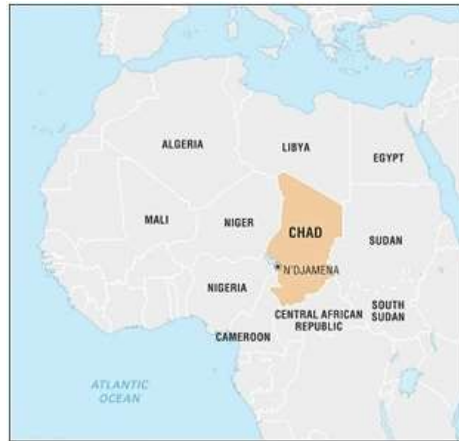 ALGERIA
LIBYA
EGYPT
MALI
NIGER
CHAD
SUDAN
N'DJAMENA
NIGERIA
CENTRAL AFRICAN
REPUBLIC
SOUTH
SUDAN
CAMEROON
ATLANTIC
OCEAN